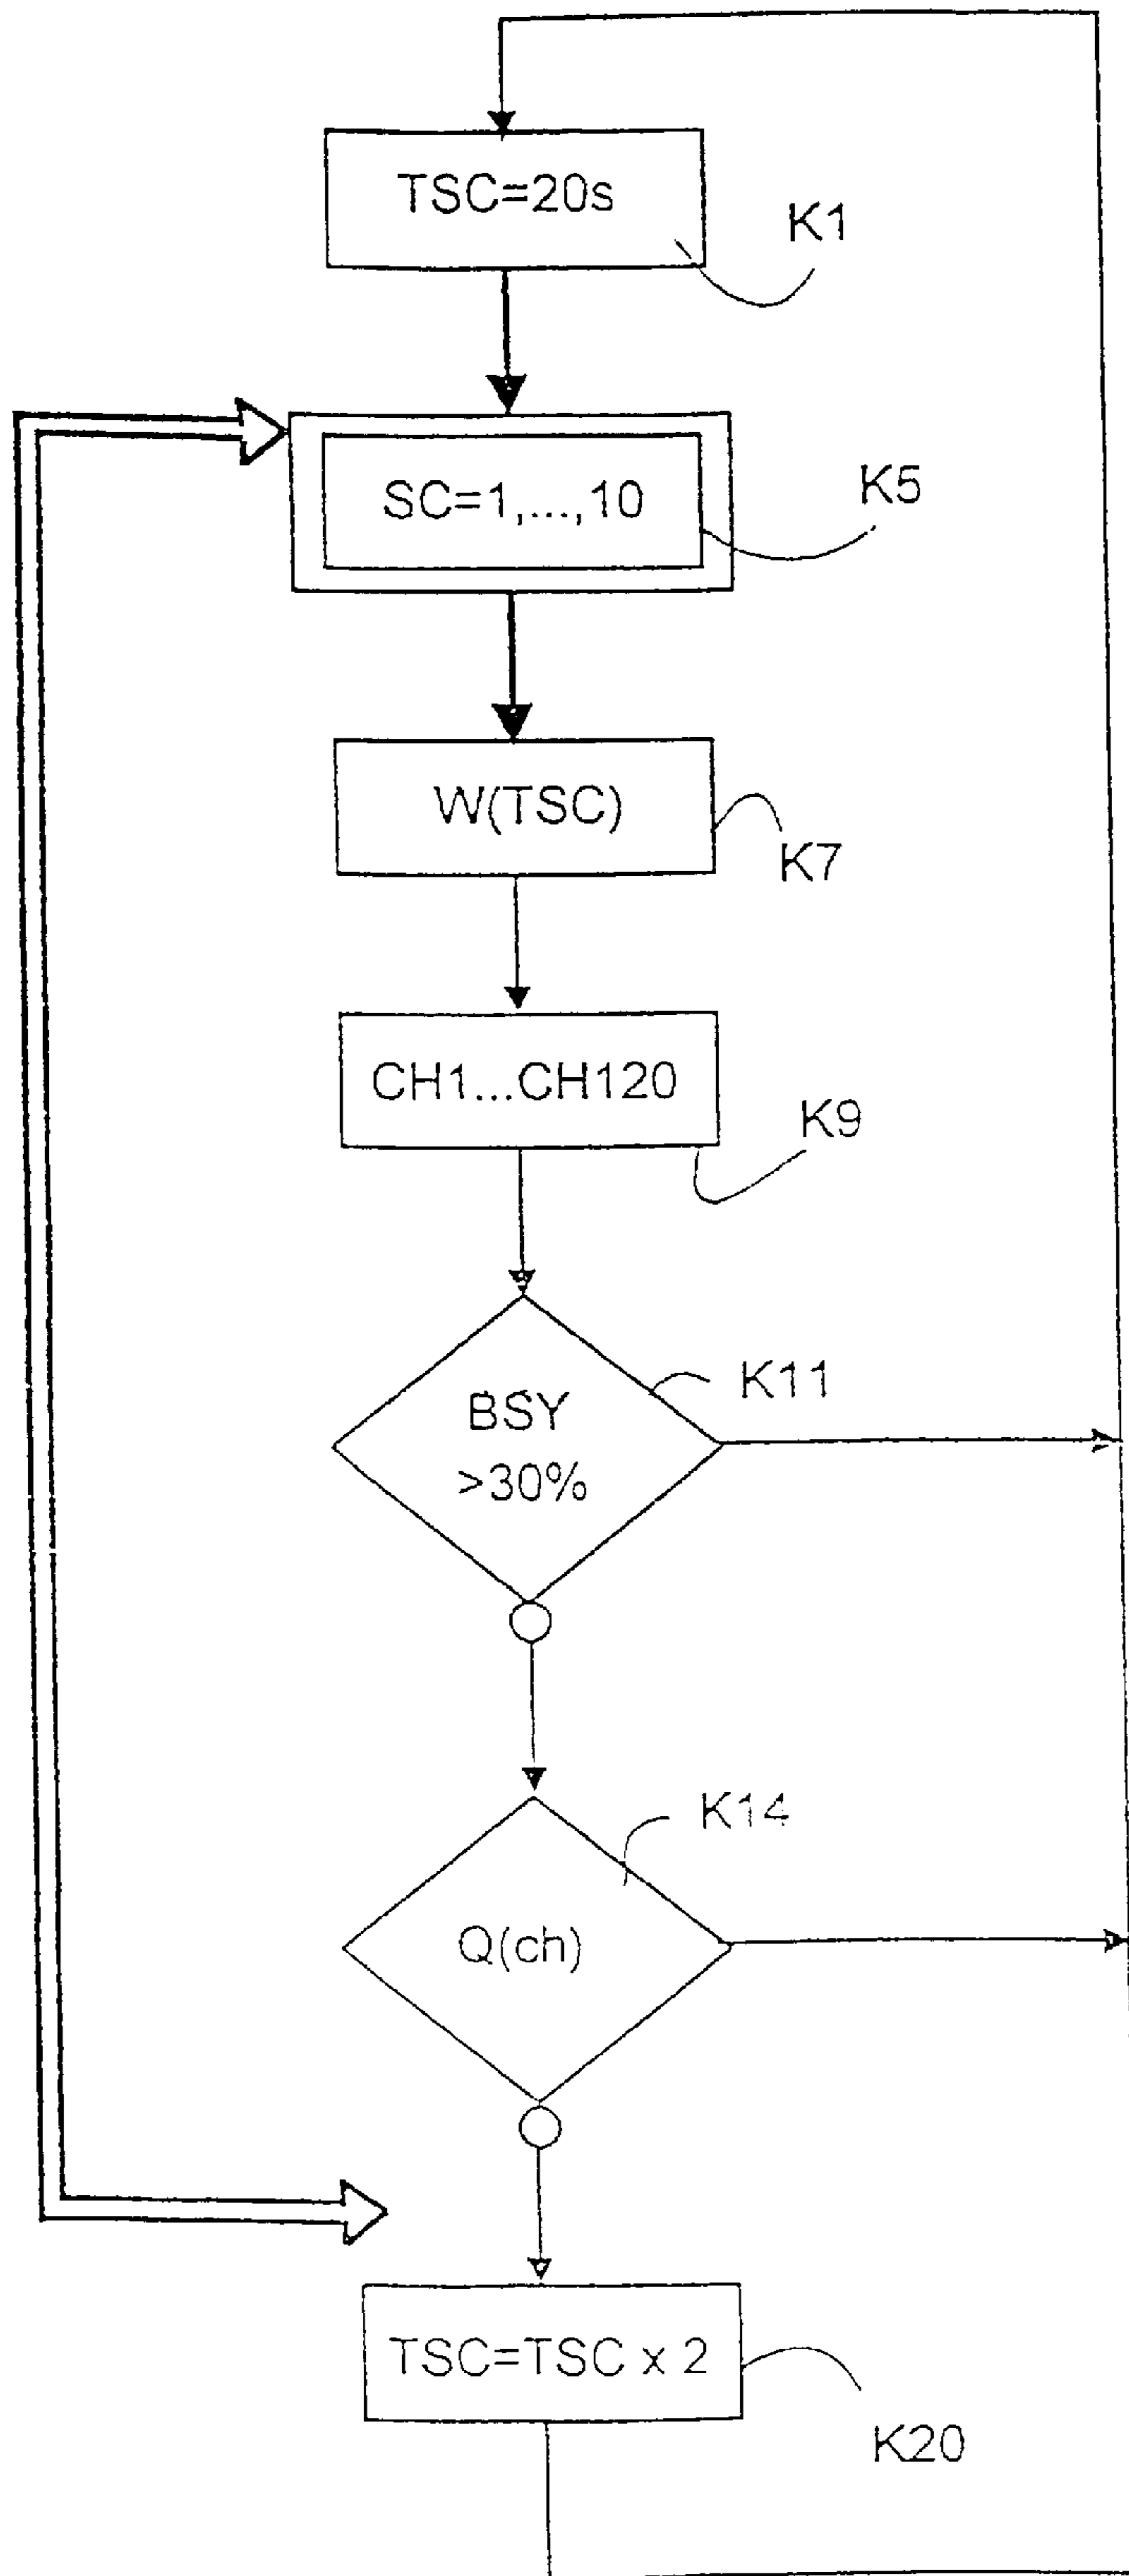 TSC=20s
K1
SC=1,...,10
K5
W(TSC)
K7
CH1...CH120
K9
BSY
>30%
K11
K14
Q(ch)
TSC=TSC x 2
K20